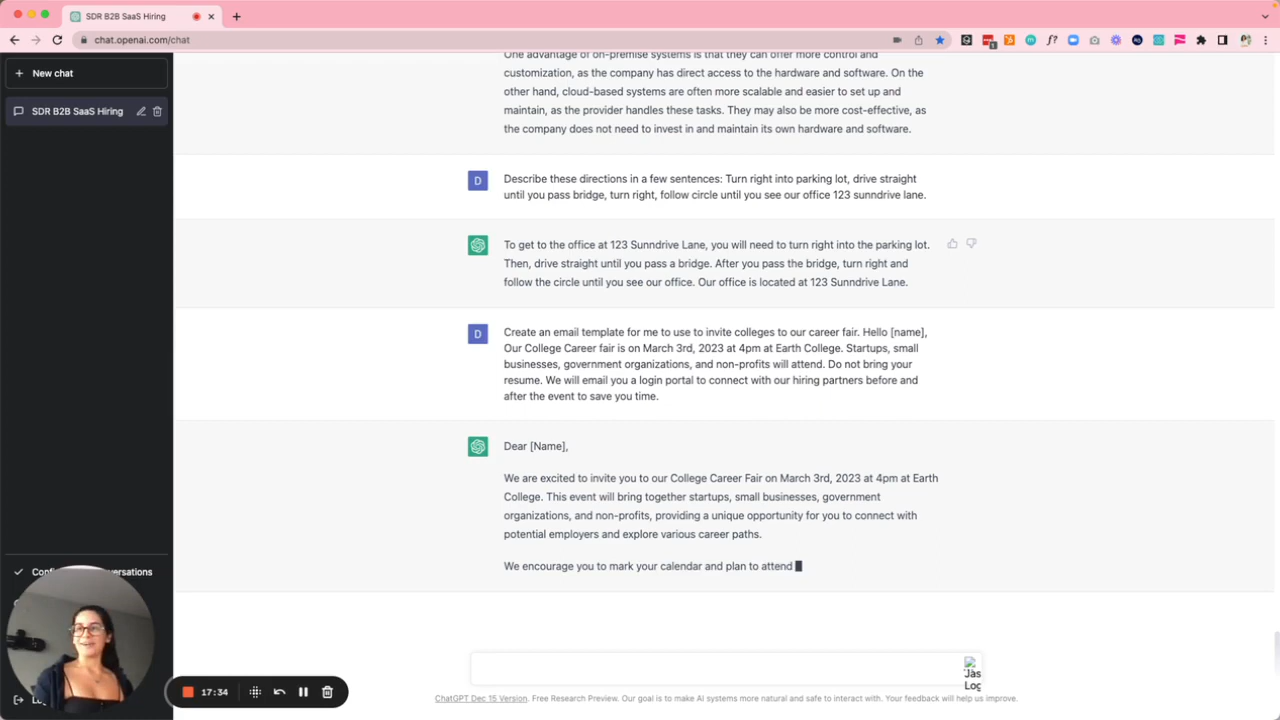 SDR B2B SaaS Hiring
chat.openai.com/chat
New chat
SDR B2B SaaS Hiring
One advantage of on-premise systems is that they can offer more control and
customization, as the company has direct access to the hardware and software. On the
other hand, cloud-based systems are often more scalable and easier to set up and
maintain, as the provider handles these tasks. They may also be more cost-effective, as
the company does not need to invest in and maintain its own hardware and software.
D
Describe these directions in a few sentences: Turn right into parking lot, drive straight
until you pass bridge, turn right, follow circle until you see our office 123 sunndrive lane.
To get to the office at 123 Sunndrive Lane, you will need to turn right into the parking lot.
Then, drive straight until you pass a bridge. After you pass the bridge, turn right and
follow the circle until you see our office. Our office is located at 123 Sunndrive Lane.
D
Create an email template for me to use to invite colleges to our career fair. Hello [name],
Our College Career fair is on March 3rd, 2023 at 4pm at Earth College. Startups, small
businesses, government organizations, and non-profits will attend. Do not bring your
resume. We will email you a login portal to connect with our hiring partners before and
after the event to save you time.
Dear [Name],
We are excited to invite you to our College Career Fair on March 3rd, 2023 at 4pm at Earth
College. This event will bring together startups, small businesses, government
organizations, and non-profits, providing a unique opportunity for you to connect with
potential employers and explore various career paths.
We encourage you to mark your calendar and plan to attend
17:34
Jas
Log
ChatGPT Dec 15 Version. Free Research Preview. Our goal is to make AI systems more natural and safe to interact with. Your feedback will help us improve.